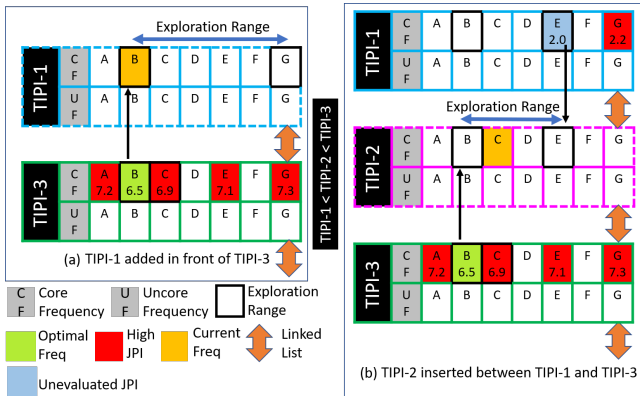 Exploration Range
TIPI-1
C F A B C D E F G
U F A B C D E F G
TIPI-3
C F A 7.2 B 6.5 C 6.9 D E 7.1 F G 7.3
U F A B C D E F G
(a) TIPI-1 added in front of TIPI-3
TIPI-1 < TIPI-2 < TIPI-3
C F Core Frequency
U F Uncore Frequency
Exploration Range
Optimal Freq
High JPI
Current Freq
Linked List
Unevaluated JPI
TIPI-1
C F A B C D E 2.0 F G 2.2
U F A B C D E F G
Exploration Range
TIPI-2
C F A B C D E F G
U F A B C D E F G
TIPI-3
C F A 7.2 B 6.5 C 6.9 D E 7.1 F G 7.3
U F A B C D E F G
(b) TIPI-2 inserted between TIPI-1 and TIPI-3